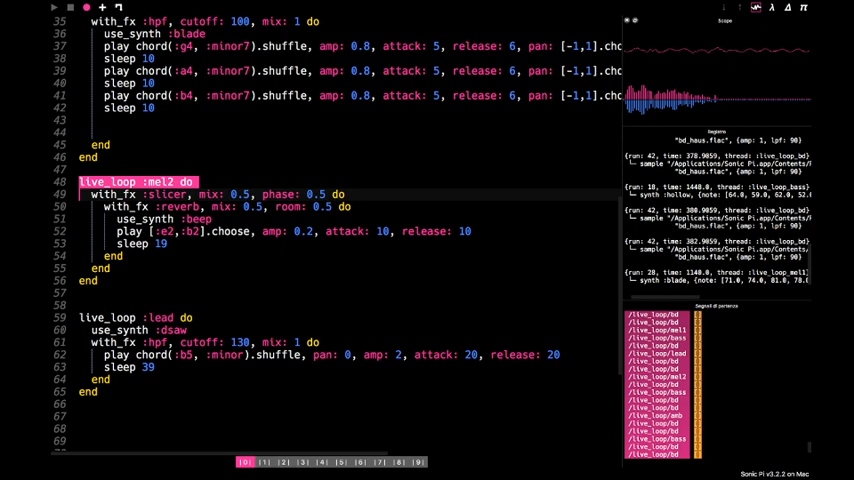 Scope
35 with_fx :hpf, cutoff: 100, mix: 1 do
36 use_synth :blade
37 play chord(:g4, :minor7).shuffle, amp: 0.8, attack: 5, release: 6, pan: [-1,1].cho
38 sleep 10
39 play chord(:a4, :minor7).shuffle, amp: 0.8, attack: 5, release: 6, pan: [-1,1].cho
40 sleep 10
41 play chord(:b4, :minor7).shuffle, amp: 0.8, attack: 5, release: 6, pan: [-1,1].cho
42 sleep 10
43
44
45 end
46 end
47
48 live_loop :mel2 do
49 with_fx :slicer, mix: 0.5, phase: 0.5 do
50 with_fx :reverb, mix: 0.5, room: 0.5 do
51 use_synth :beep
52 play [:e2,:b2].choose, amp: 0.2, attack: 10, release: 10
53 sleep 19
54 end
55 end
56 end
57
58
59 live_loop :lead do
60 use_synth :dsaw
61 with_fx :hpf, cutoff: 130, mix: 1 do
62 play chord(:b5, :minor).shuffle, pan: 0, amp: 2, attack: 20, release: 20
63 sleep 39
64 end
65 end
66
67
68
69
|0| |1| |2| |3| |4| |5| |6| |7| |8| |9|
Registro
"bd_haus.flac", {amp: 1, lpf: 90}
{run: 42, time: 378.9059, thread: :live_loop_bd}
sample "/Applications/Sonic Pi.app/Contents/
"bd_haus.flac", {amp: 1, lpf: 90}
{run: 18, time: 1440.0, thread: :live_loop_bass}
synth :hollow, {note: [64.0, 59.0, 62.0, 52.0
{run: 42, time: 380.9059, thread: :live_loop_bd}
sample "/Applications/Sonic Pi.app/Contents/
"bd_haus.flac", {amp: 1, lpf: 90}
{run: 42, time: 382.9059, thread: :live_loop_bd}
sample "/Applications/Sonic Pi.app/Contents/
"bd_haus.flac", {amp: 1, lpf: 90}
{run: 28, time: 1140.0, thread: :live_loop_mel1}
synth :blade, {note: [71.0, 74.0, 81.0, 78.0
Segnali di partenza
/live_loop/bd
/live_loop/bd
/live_loop/mel1
/live_loop/bass
/live_loop/bd
/live_loop/lead
/live_loop/bd
/live_loop/bd
/live_loop/mel2
/live_loop/bd
/live_loop/bass
/live_loop/bd
/live_loop/bd
/live_loop/amb
/live_loop/bd
/live_loop/bd
/live_loop/bass
/live_loop/bd
/live_loop/bd
Sonic Pi v3.2.2 on Mac